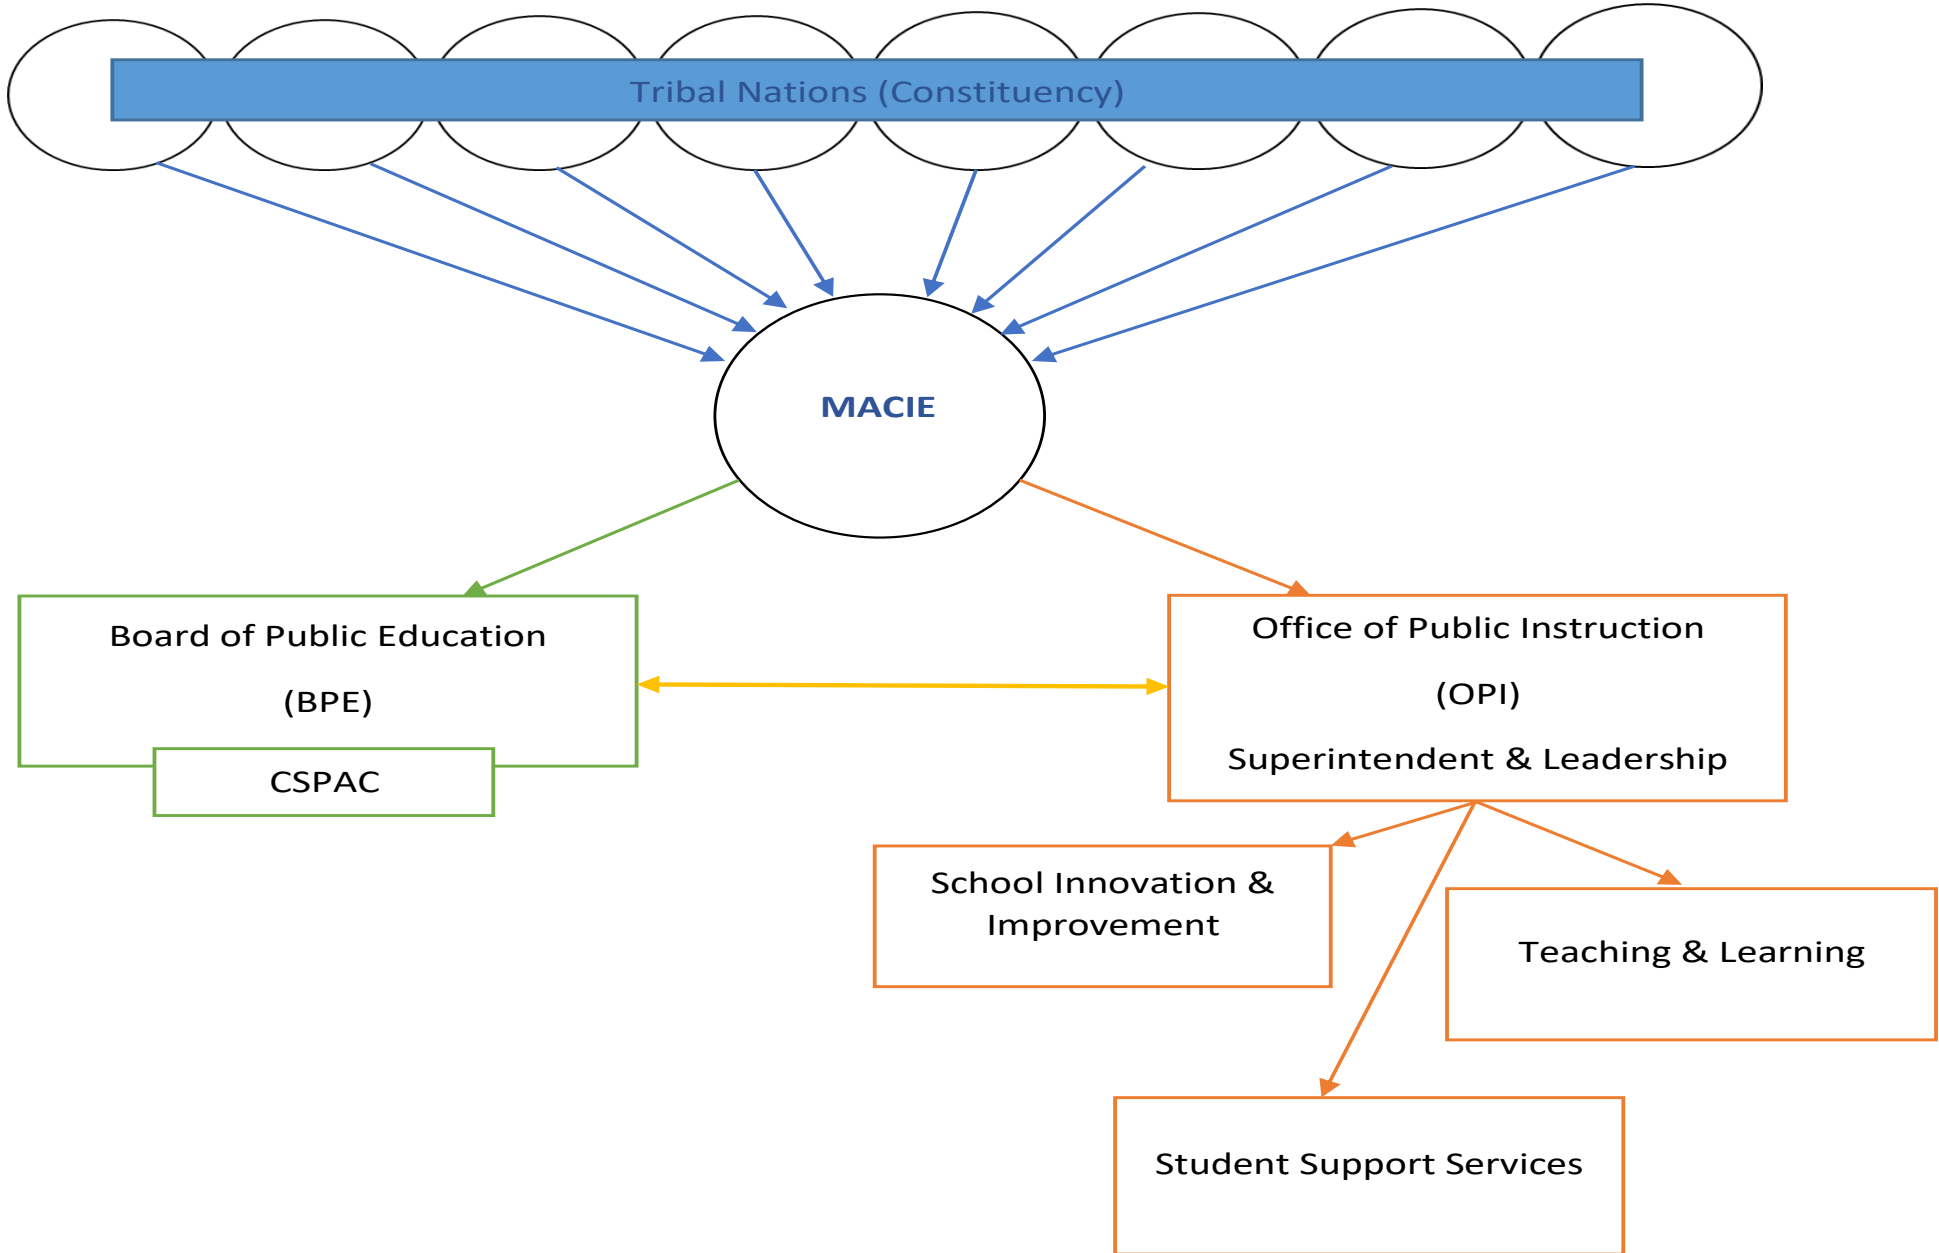 Tribal Nations (Constituency)
MACIE
Board of Public Education
(BPE)
CSPAC
Office of Public Instruction
(OPI)
Superintendent & Leadership
School Innovation &
Improvement
Teaching & Learning
Student Support Services